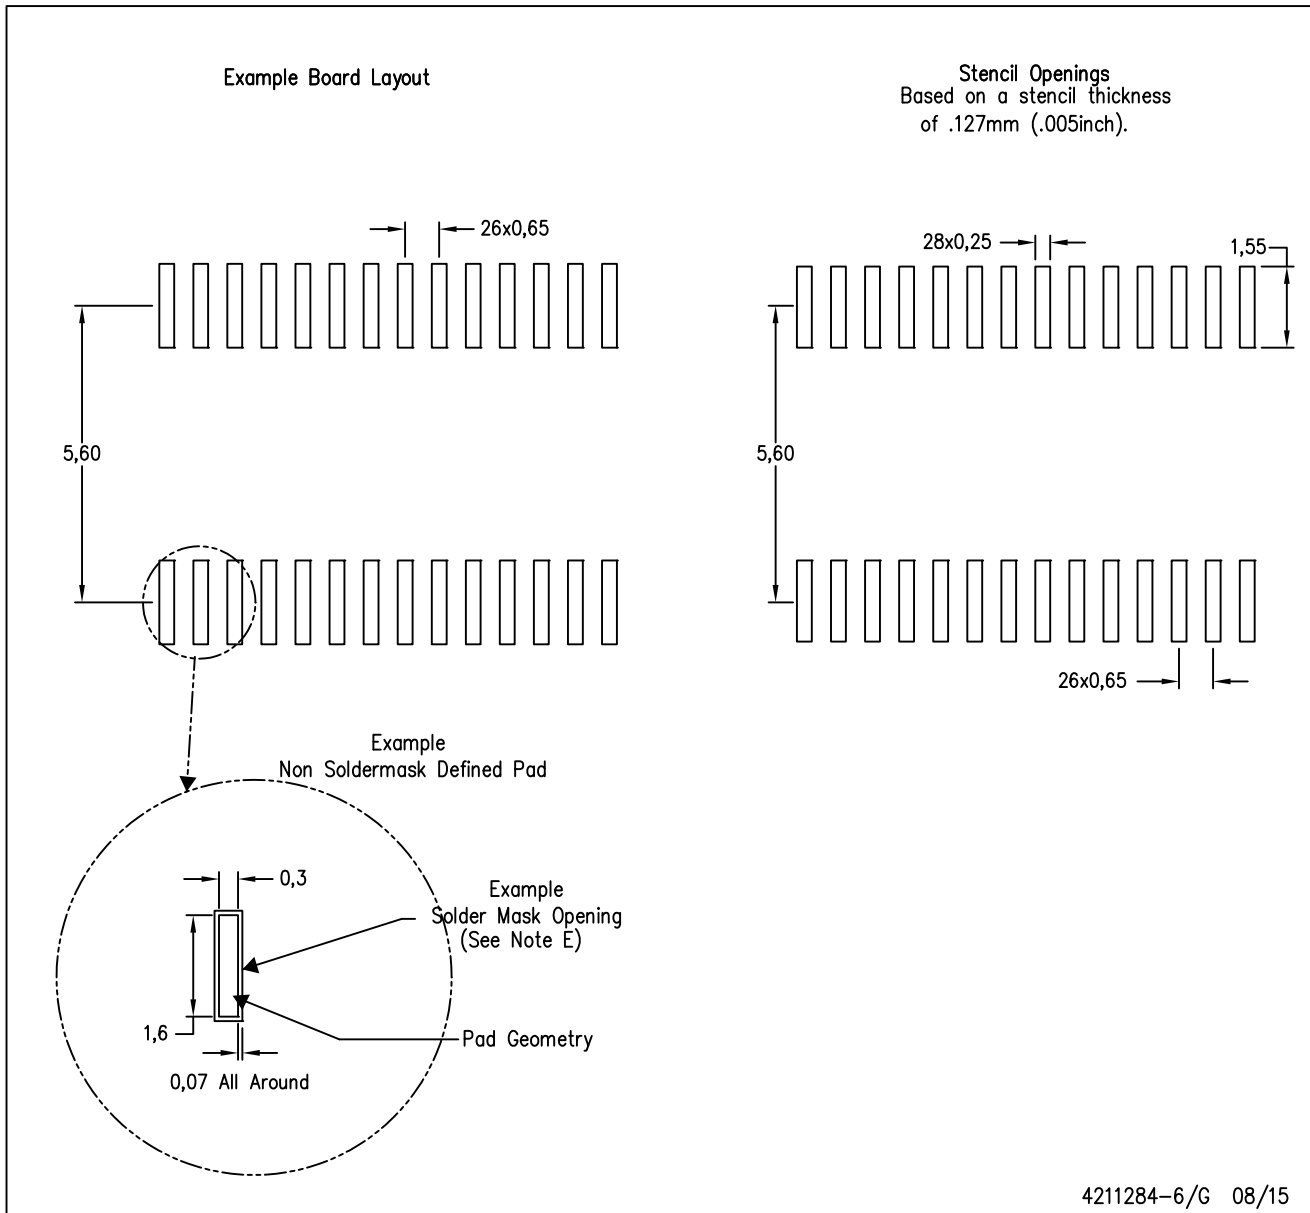 Example Board Layout
Stencil Openings
Based on a stencil thickness
of .127mm (.005inch).
26x0,65
28x0,25
1,55
5,60
5,60
26x0,65
Example
Non Soldermask Defined Pad
0,3
Example
Solder Mask Opening
(See Note E)
1,6
Pad Geometry
0,07 All Around
4211284-6/G 08/15